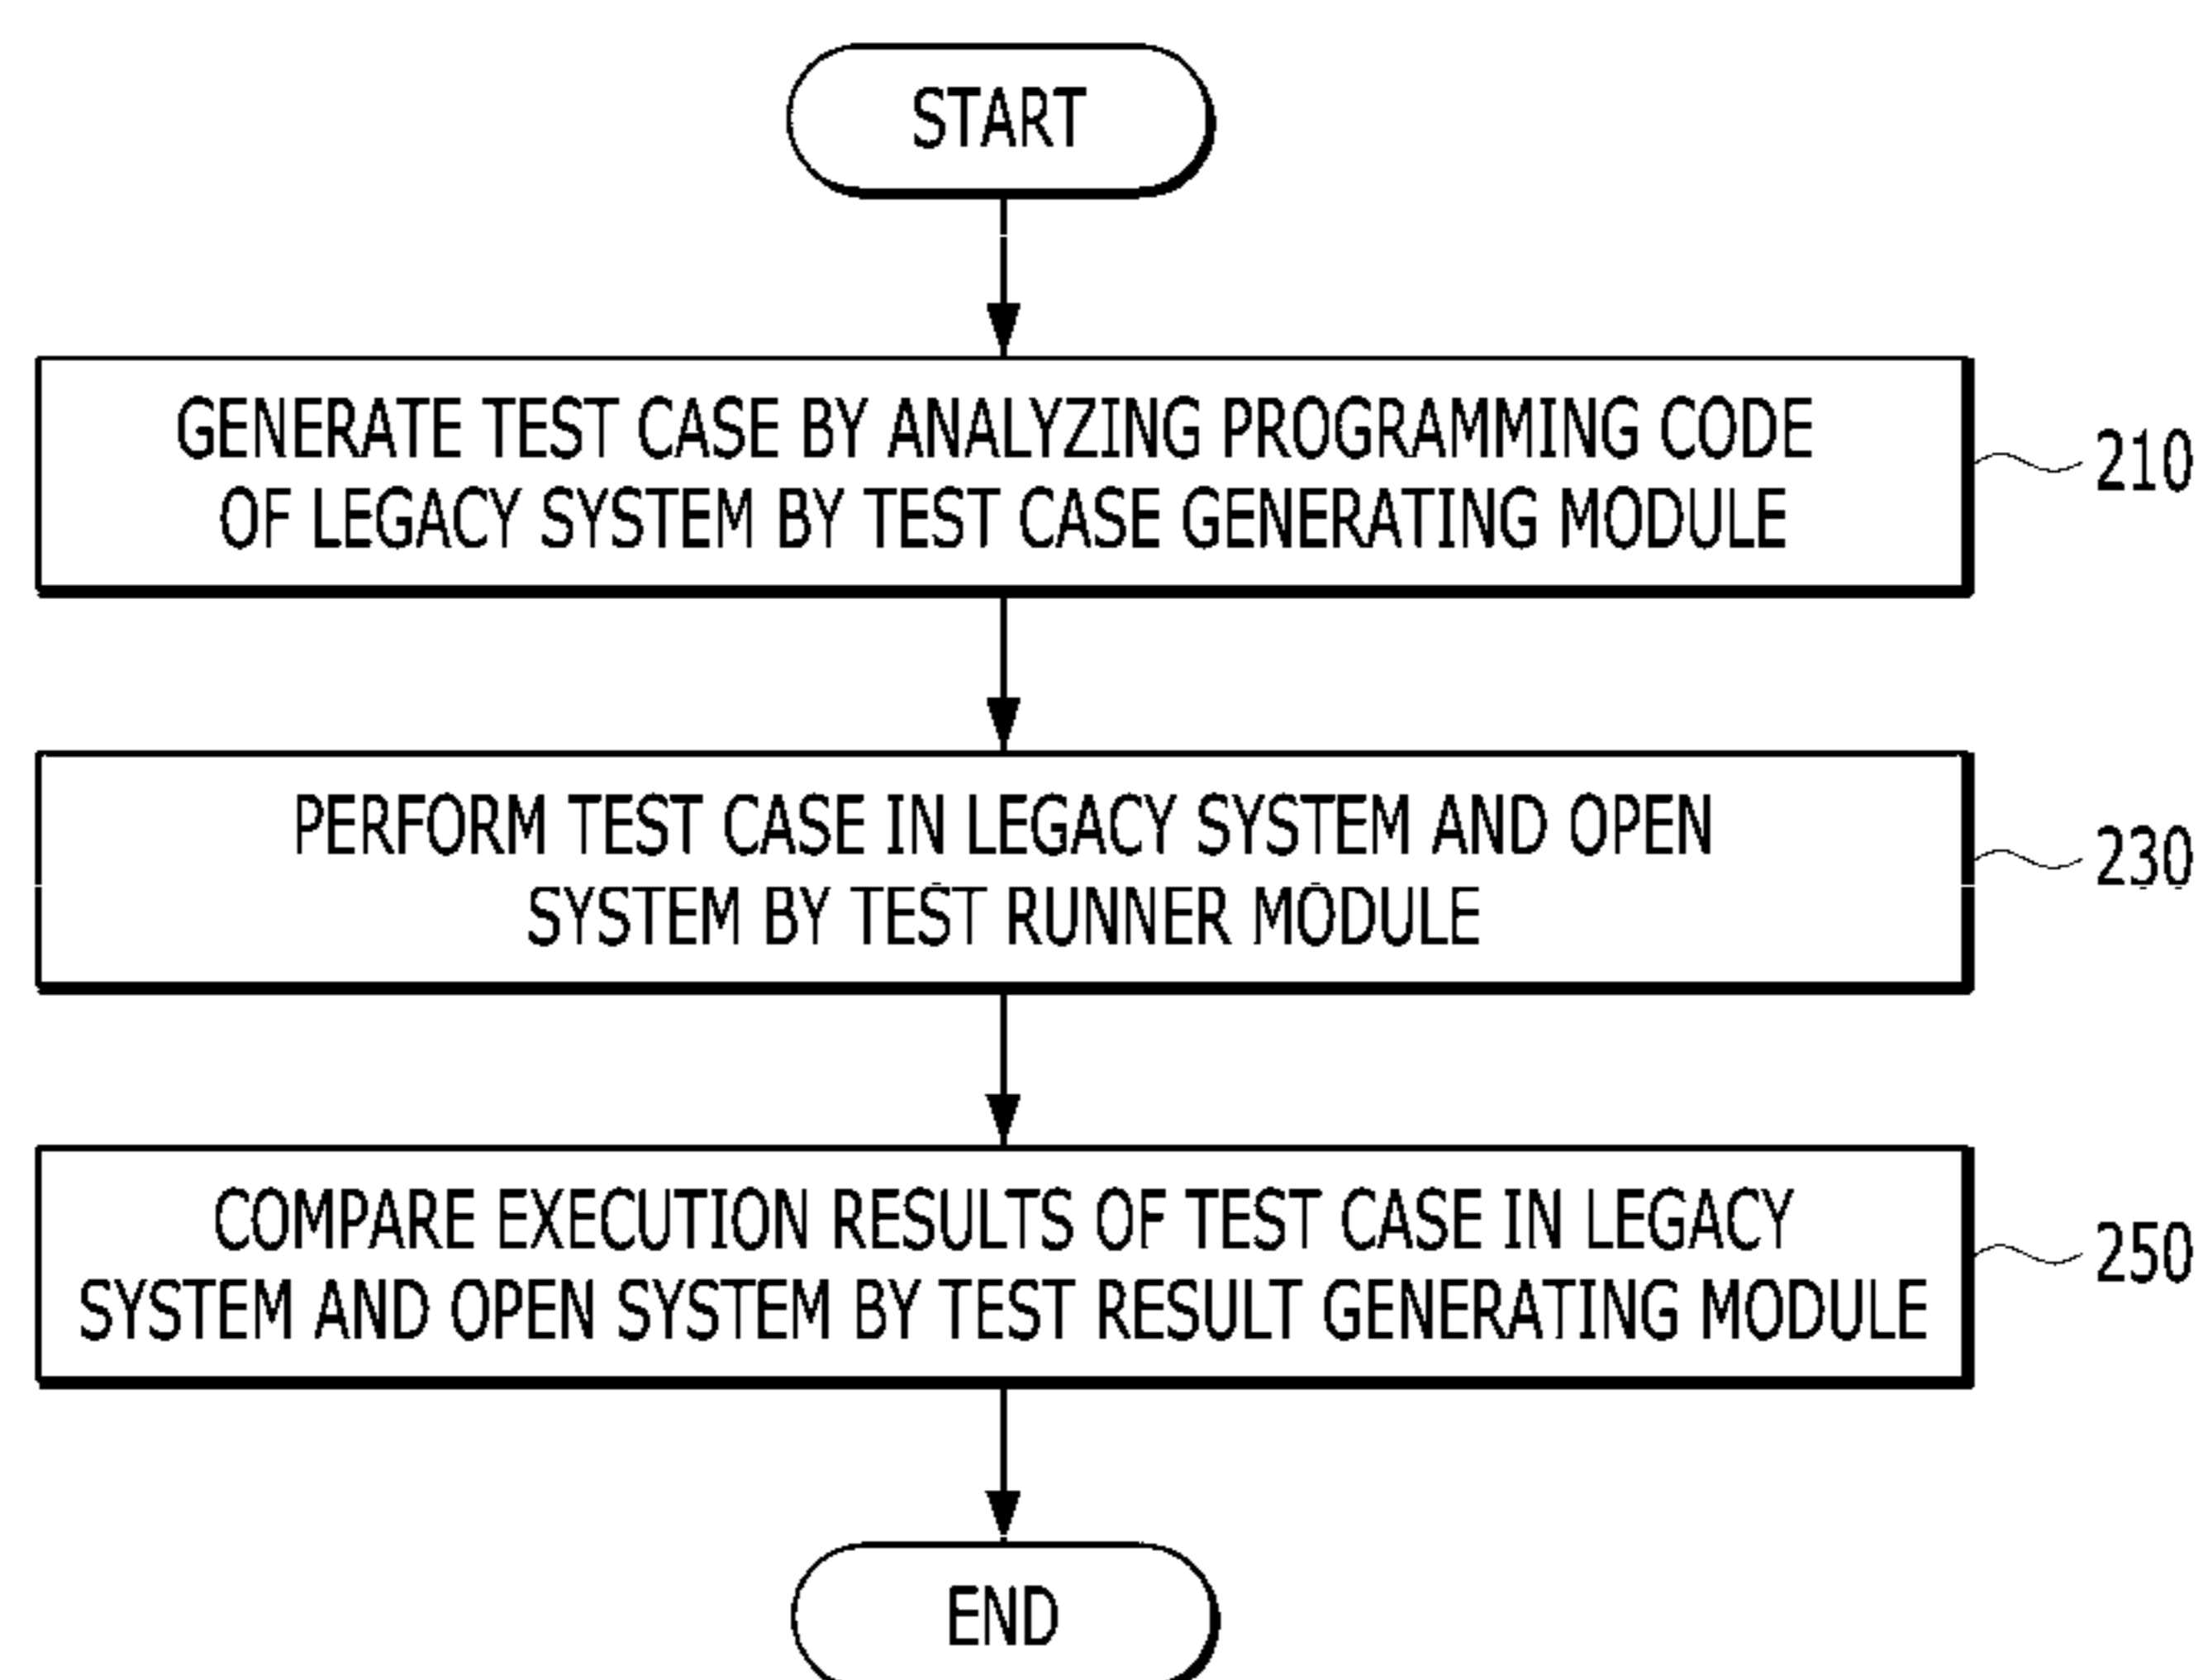 START
GENERATE TEST CASE BY ANALYZING PROGRAMMING CODE
OF LEGACY SYSTEM BY TEST CASE GENERATING MODULE
210
PERFORM TEST CASE IN LEGACY SYSTEM AND OPEN
SYSTEM BY TEST RUNNER MODULE
230
COMPARE EXECUTION RESULTS OF TEST CASE IN LEGACY
SYSTEM AND OPEN SYSTEM BY TEST RESULT GENERATING MODULE
250
END